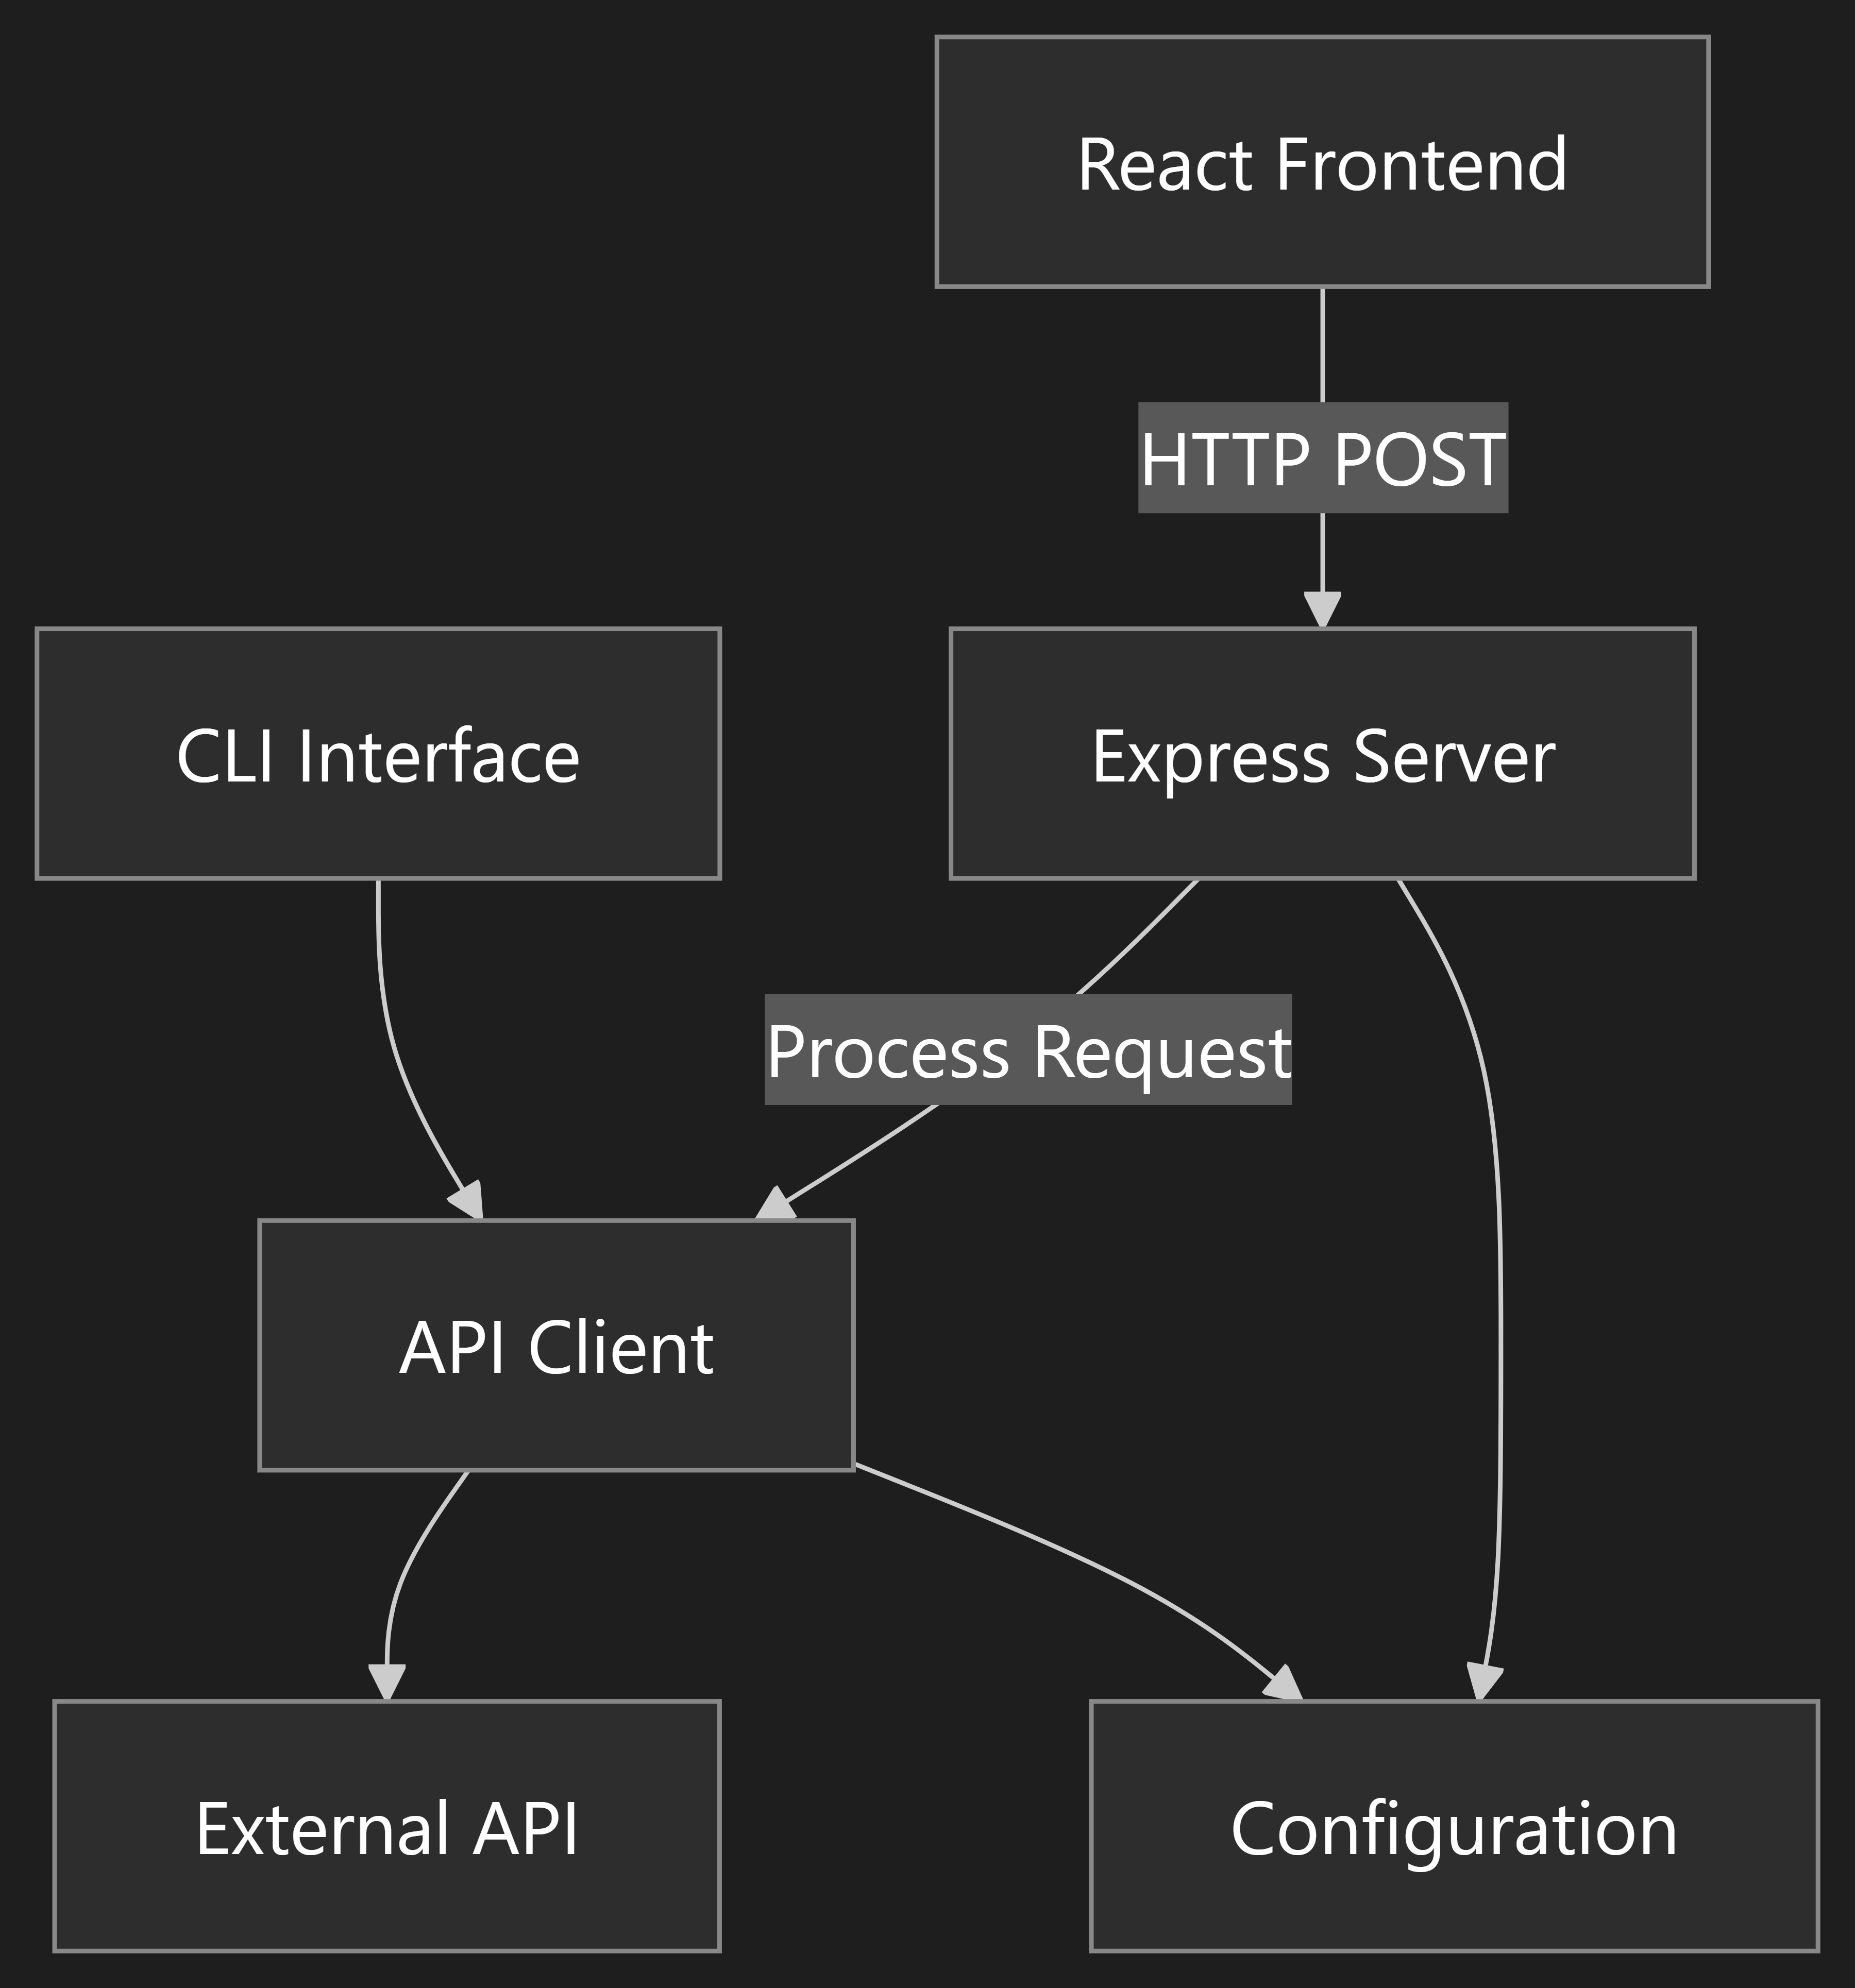 React Frontend
HTTP POST
CLI Interface
Express Server
Process Request
API Client
External API
Configuration